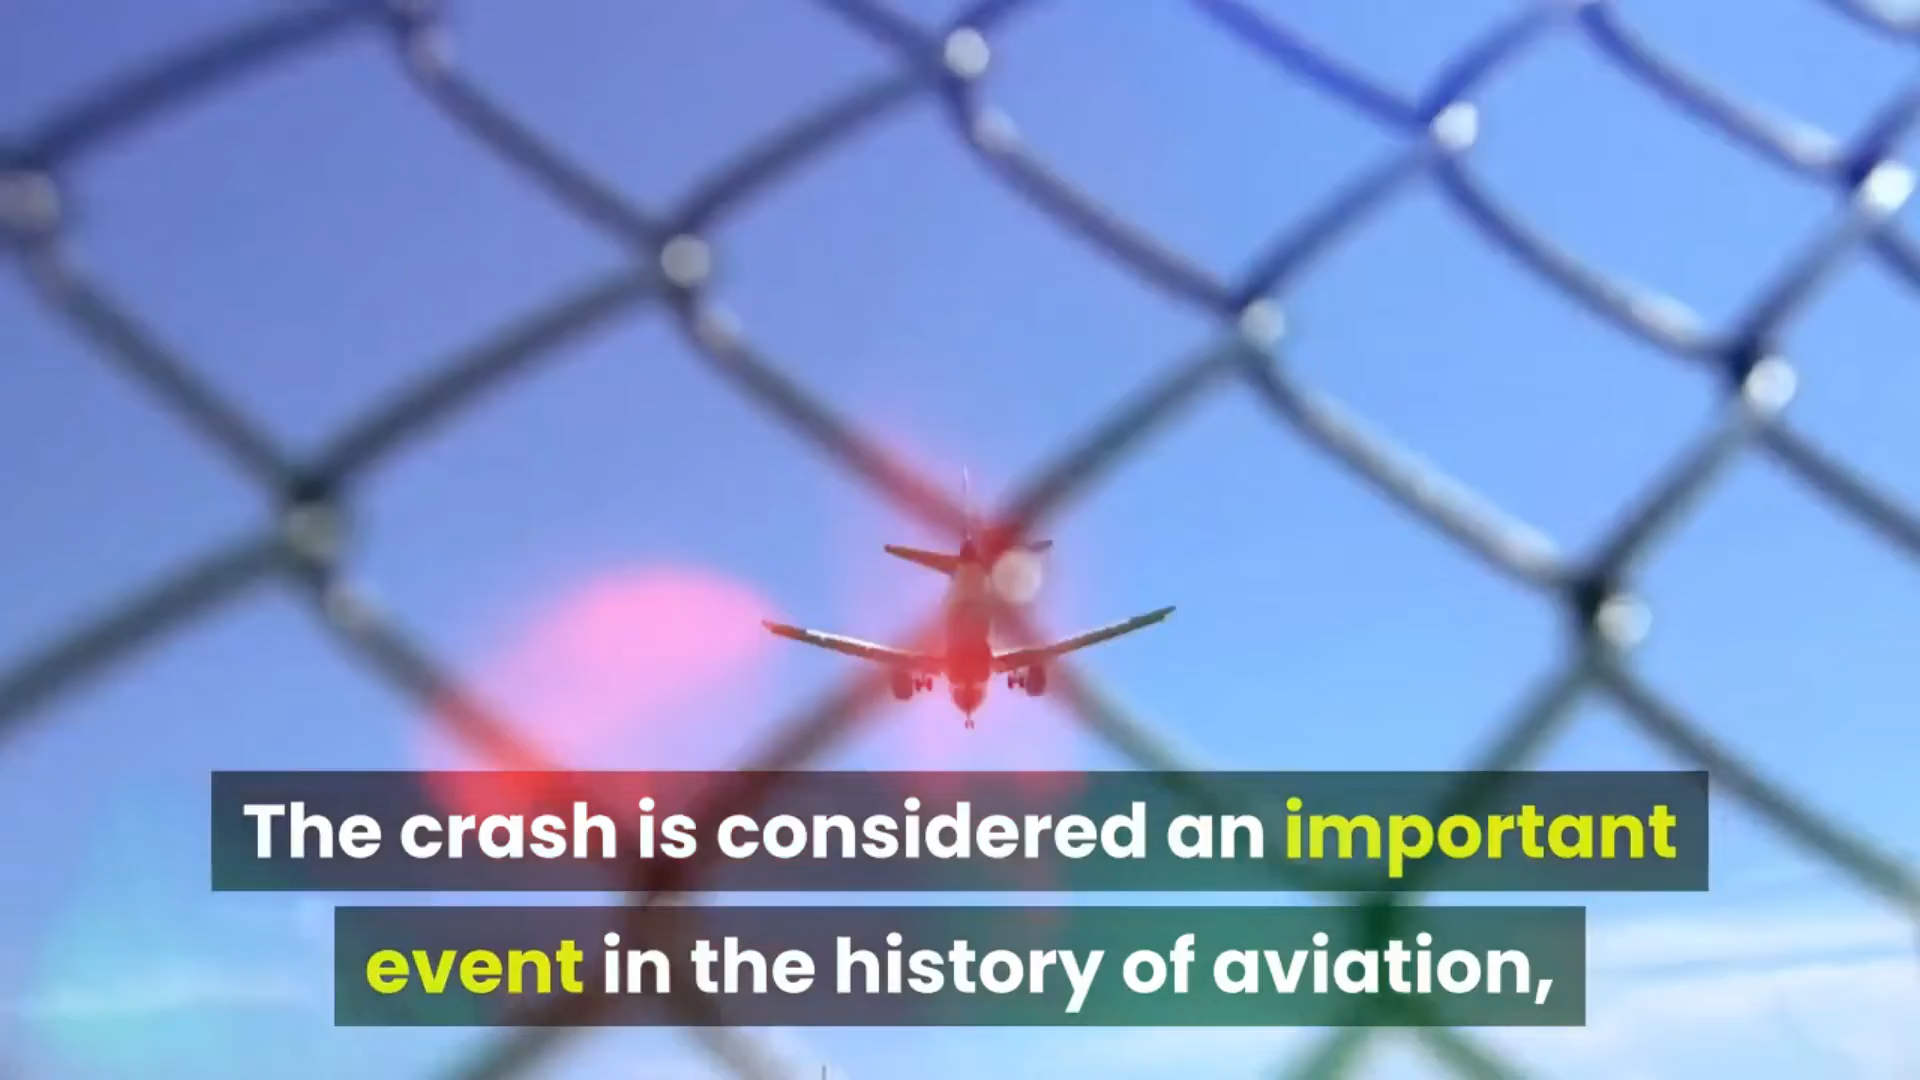 The crash is considered an important
event in the history of aviation,